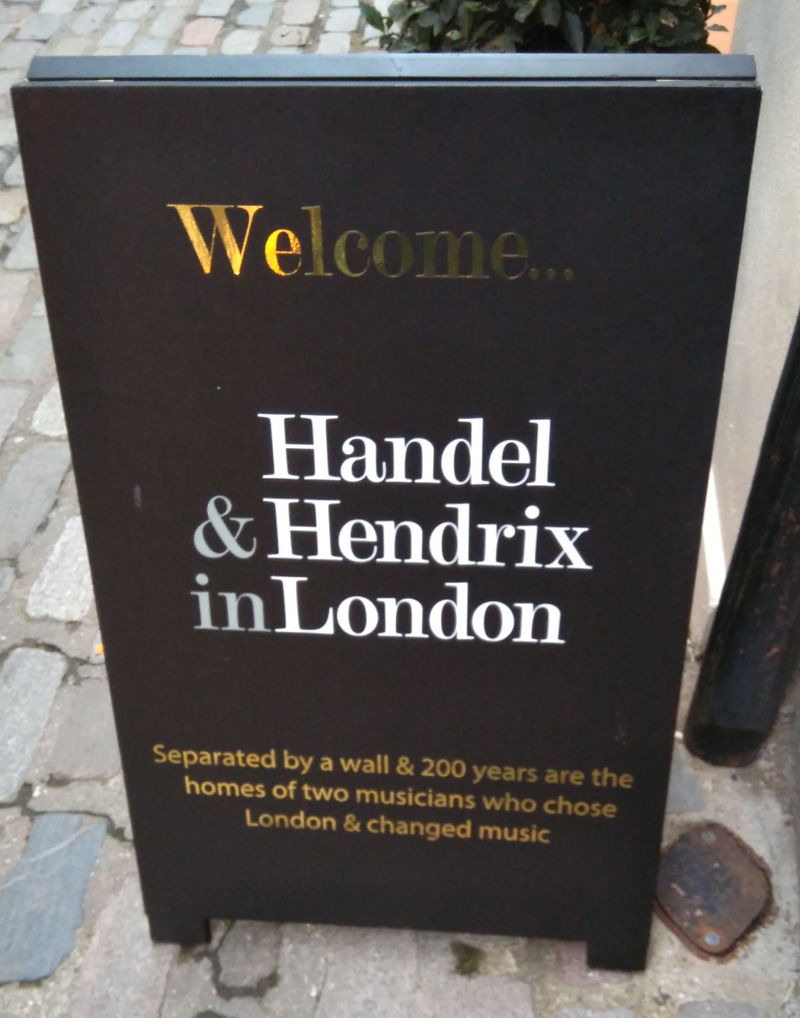 Welcome...
Handel
& Hendrix
in London
Separated by a wall & 200 years are the
homes of two musicians who chose
London & changed music